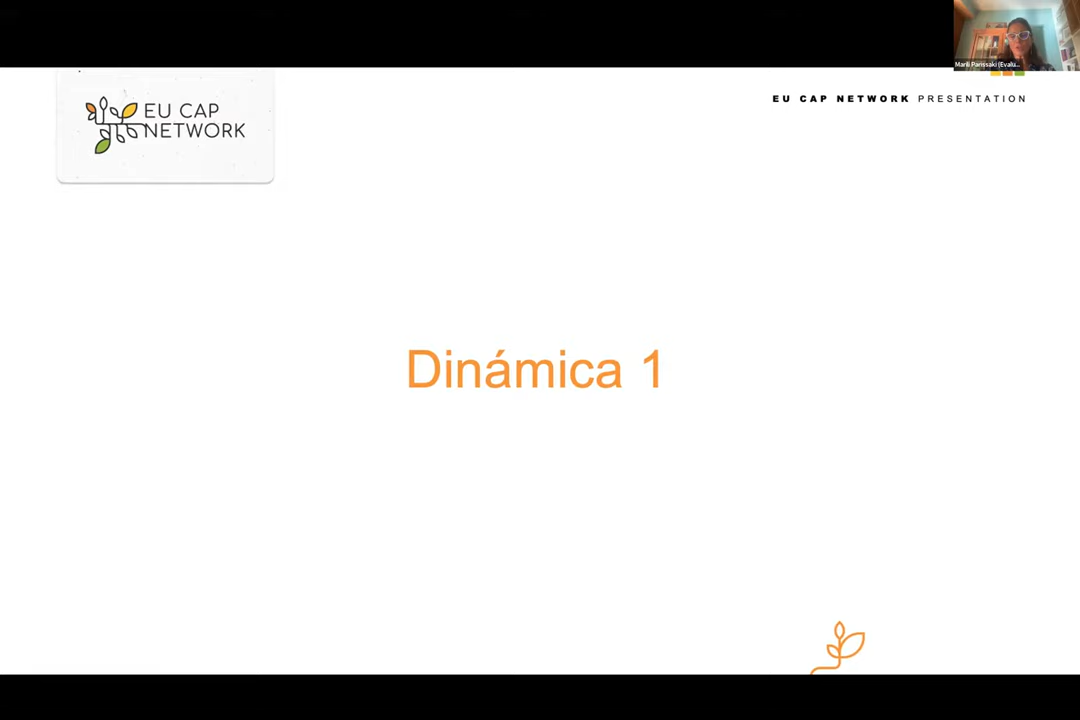 EU CAP
NETWORK
EU CAP NETWORK PRESENTATION
Dinámica 1